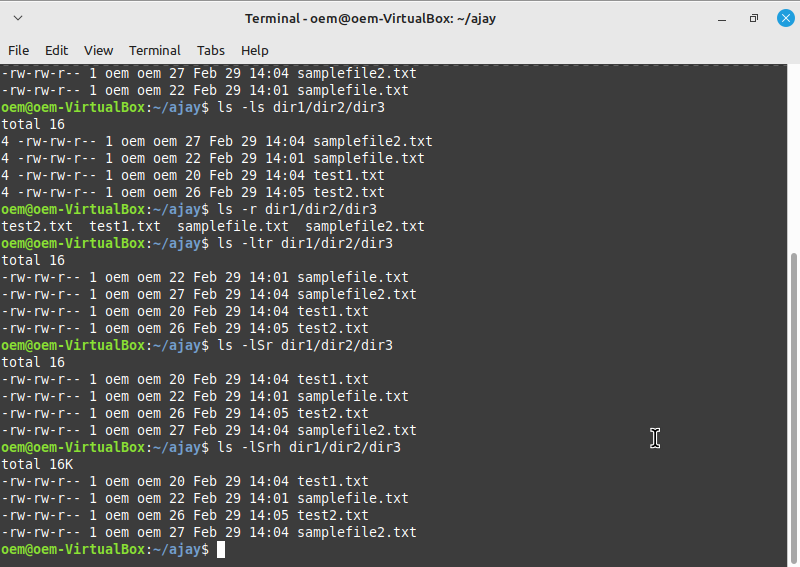 Terminal - oem@oem-VirtualBox: ~/ajay
File Edit View Terminal Tabs Help
-rw-rw-r-- 1 oem oem 27 Feb 29 14:04 samplefile2.txt
-rw-rw-r-- 1 oem oem 22 Feb 29 14:01 samplefile.txt
oem@oem-VirtualBox:~/ajay$ ls -ls dir1/dir2/dir3
total 16
4 -rw-rw-r-- 1 oem oem 27 Feb 29 14:04 samplefile2.txt
4 -rw-rw-r-- 1 oem oem 22 Feb 29 14:01 samplefile.txt
4 -rw-rw-r-- 1 oem oem 20 Feb 29 14:04 test1.txt
4 -rw-rw-r-- 1 oem oem 26 Feb 29 14:05 test2.txt
oem@oem-VirtualBox:~/ajay$ ls -r dir1/dir2/dir3
test2.txt  test1.txt  samplefile.txt  samplefile2.txt
oem@oem-VirtualBox:~/ajay$ ls -ltr dir1/dir2/dir3
total 16
-rw-rw-r-- 1 oem oem 22 Feb 29 14:01 samplefile.txt
-rw-rw-r-- 1 oem oem 27 Feb 29 14:04 samplefile2.txt
-rw-rw-r-- 1 oem oem 20 Feb 29 14:04 test1.txt
-rw-rw-r-- 1 oem oem 26 Feb 29 14:05 test2.txt
oem@oem-VirtualBox:~/ajay$ ls -lSr dir1/dir2/dir3
total 16
-rw-rw-r-- 1 oem oem 20 Feb 29 14:04 test1.txt
-rw-rw-r-- 1 oem oem 22 Feb 29 14:01 samplefile.txt
-rw-rw-r-- 1 oem oem 26 Feb 29 14:05 test2.txt
-rw-rw-r-- 1 oem oem 27 Feb 29 14:04 samplefile2.txt
oem@oem-VirtualBox:~/ajay$ ls -lSrh dir1/dir2/dir3
total 16K
-rw-rw-r-- 1 oem oem 20 Feb 29 14:04 test1.txt
-rw-rw-r-- 1 oem oem 22 Feb 29 14:01 samplefile.txt
-rw-rw-r-- 1 oem oem 26 Feb 29 14:05 test2.txt
-rw-rw-r-- 1 oem oem 27 Feb 29 14:04 samplefile2.txt
oem@oem-VirtualBox:~/ajay$